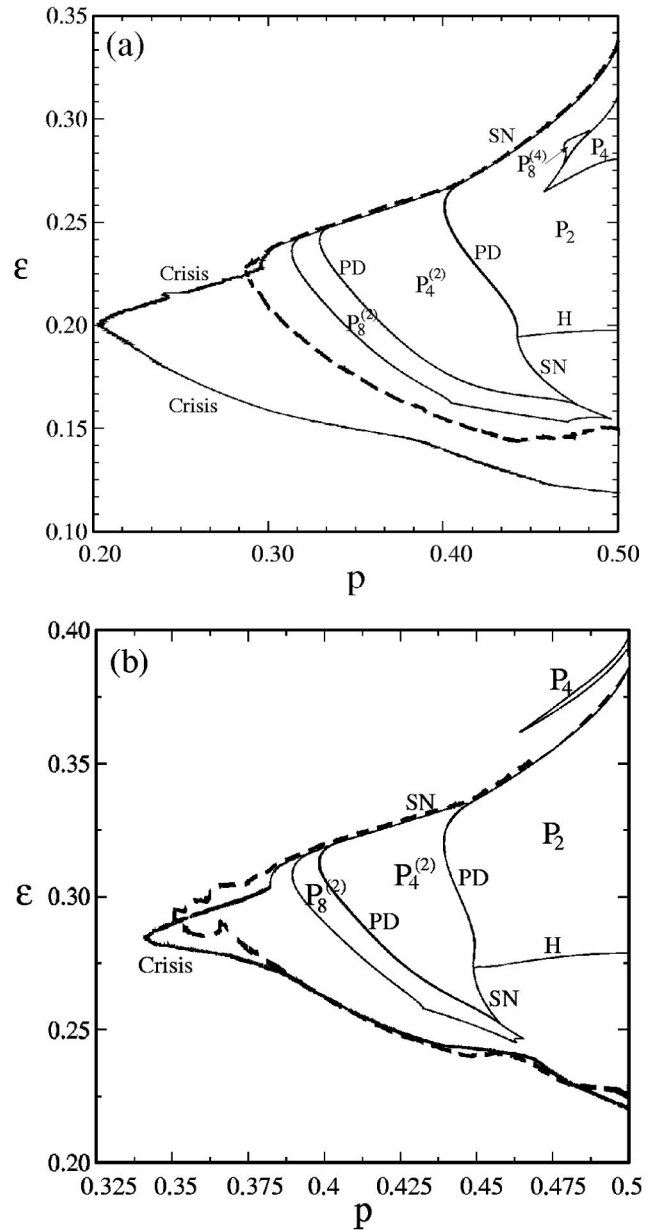 (a)
0.35
0.30
0.25
0.20
0.15
0.10
ε
SN
P₈⁽⁴⁾
P₄
P₂
PD
PD
P₄⁽²⁾
P₈⁽²⁾
H
SN
Crisis
Crisis
0.20 0.30 0.40 0.50
p
(b)
0.40
0.35
0.30
0.25
0.20
ε
P₄
SN
P₂
P₄⁽²⁾
P₈⁽²⁾
PD
PD
H
SN
Crisis
0.325 0.35 0.375 0.4 0.425 0.45 0.475 0.5
p